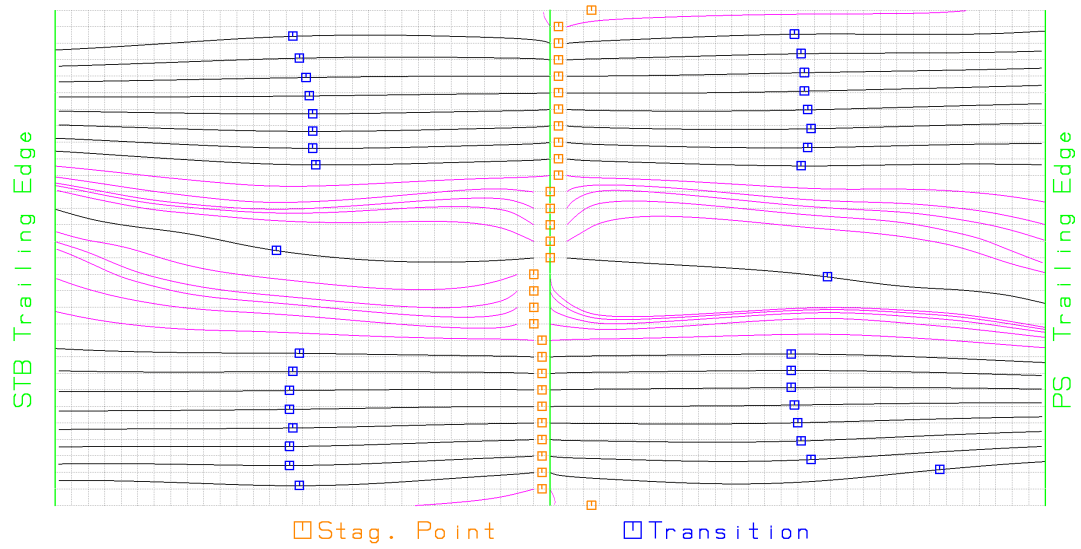 STB Trailing Edge
PS Trailing Edge
Stag. Point
Transition